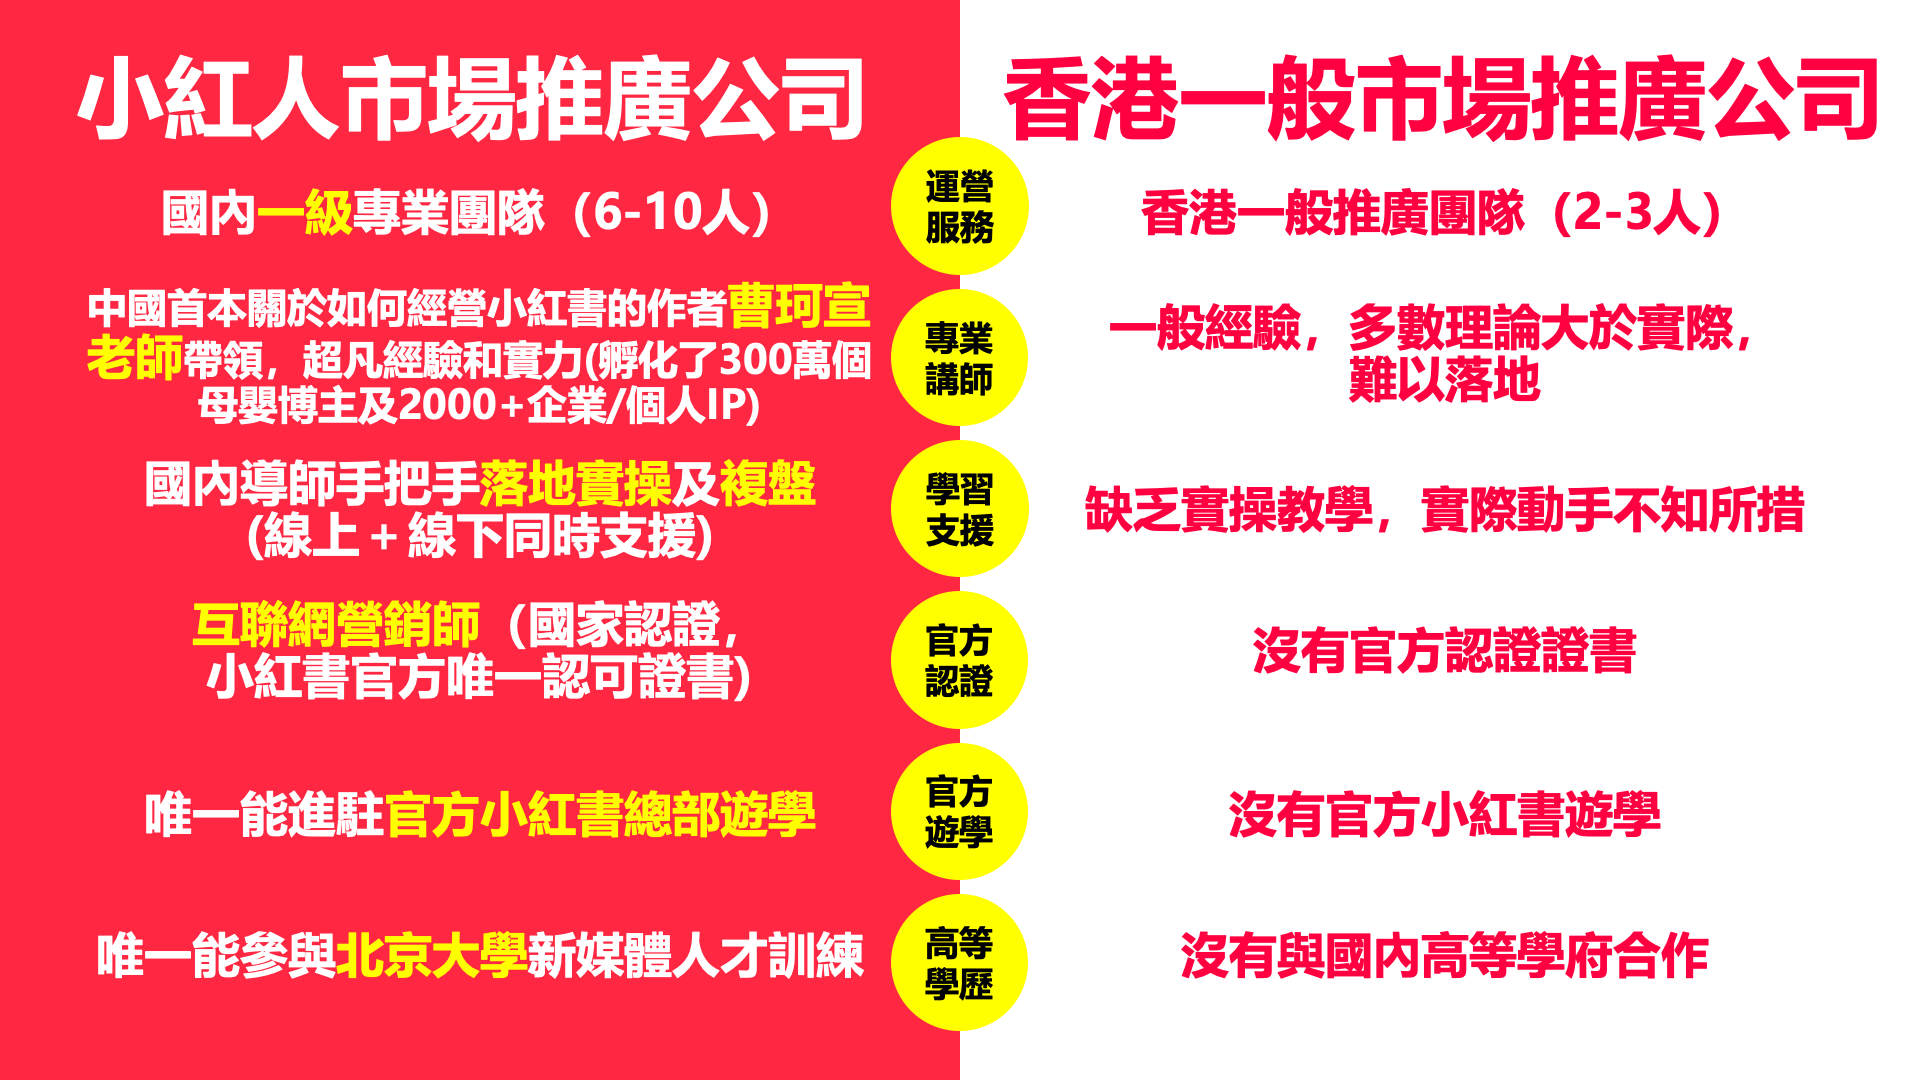 小紅人市場推廣公司
香港一般市場推廣公司
國內一級專業團隊（6-10人）
運營
服務
香港一般推廣團隊（2-3人）
中國首本關於如何經營小紅書的作者曹珂宣
老師帶領，超凡經驗和實力(孵化了300萬個
母嬰博主及2000+企業/個人IP)
專業
講師
一般經驗，多數理論大於實際，
難以落地
國內導師手把手落地實操及複盤
(線上＋線下同時支援)
學習
支援
缺乏實操教學，實際動手不知所措
互聯網營銷師（國家認證，
小紅書官方唯一認可證書)
官方
認證
沒有官方認證證書
唯一能進駐官方小紅書總部遊學
官方
遊學
沒有官方小紅書遊學
唯一能參與北京大學新媒體人才訓練
高等
學歷
沒有與國內高等學府合作